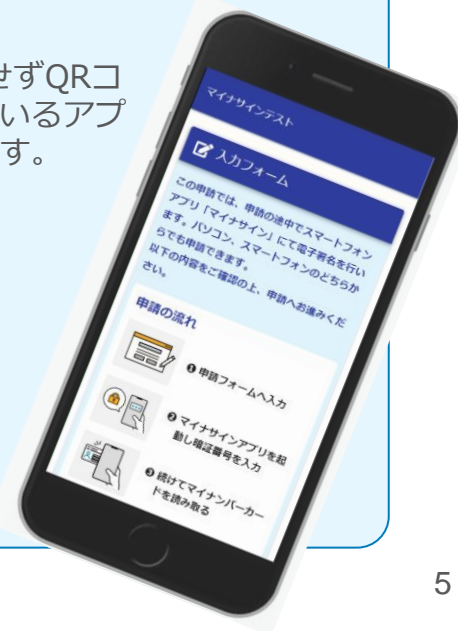 せずQRコ
いるアプ
す。
マイナサインテスト
入力フォーム
この申請では、申請の途中でスマートフォン
アプリ「マイナサイン」にて電子署名を行い
ます。パソコン、スマートフォンのどちらか
らでも申請できます。
以下の内容をご確認の上、申請へお進みくだ
さい。
申請の流れ
❶ 申請フォームへ入力
❷ マイナサインアプリを起
動し暗証番号を入力
❸ 続けてマイナンバーカー
ドを読み取る
5